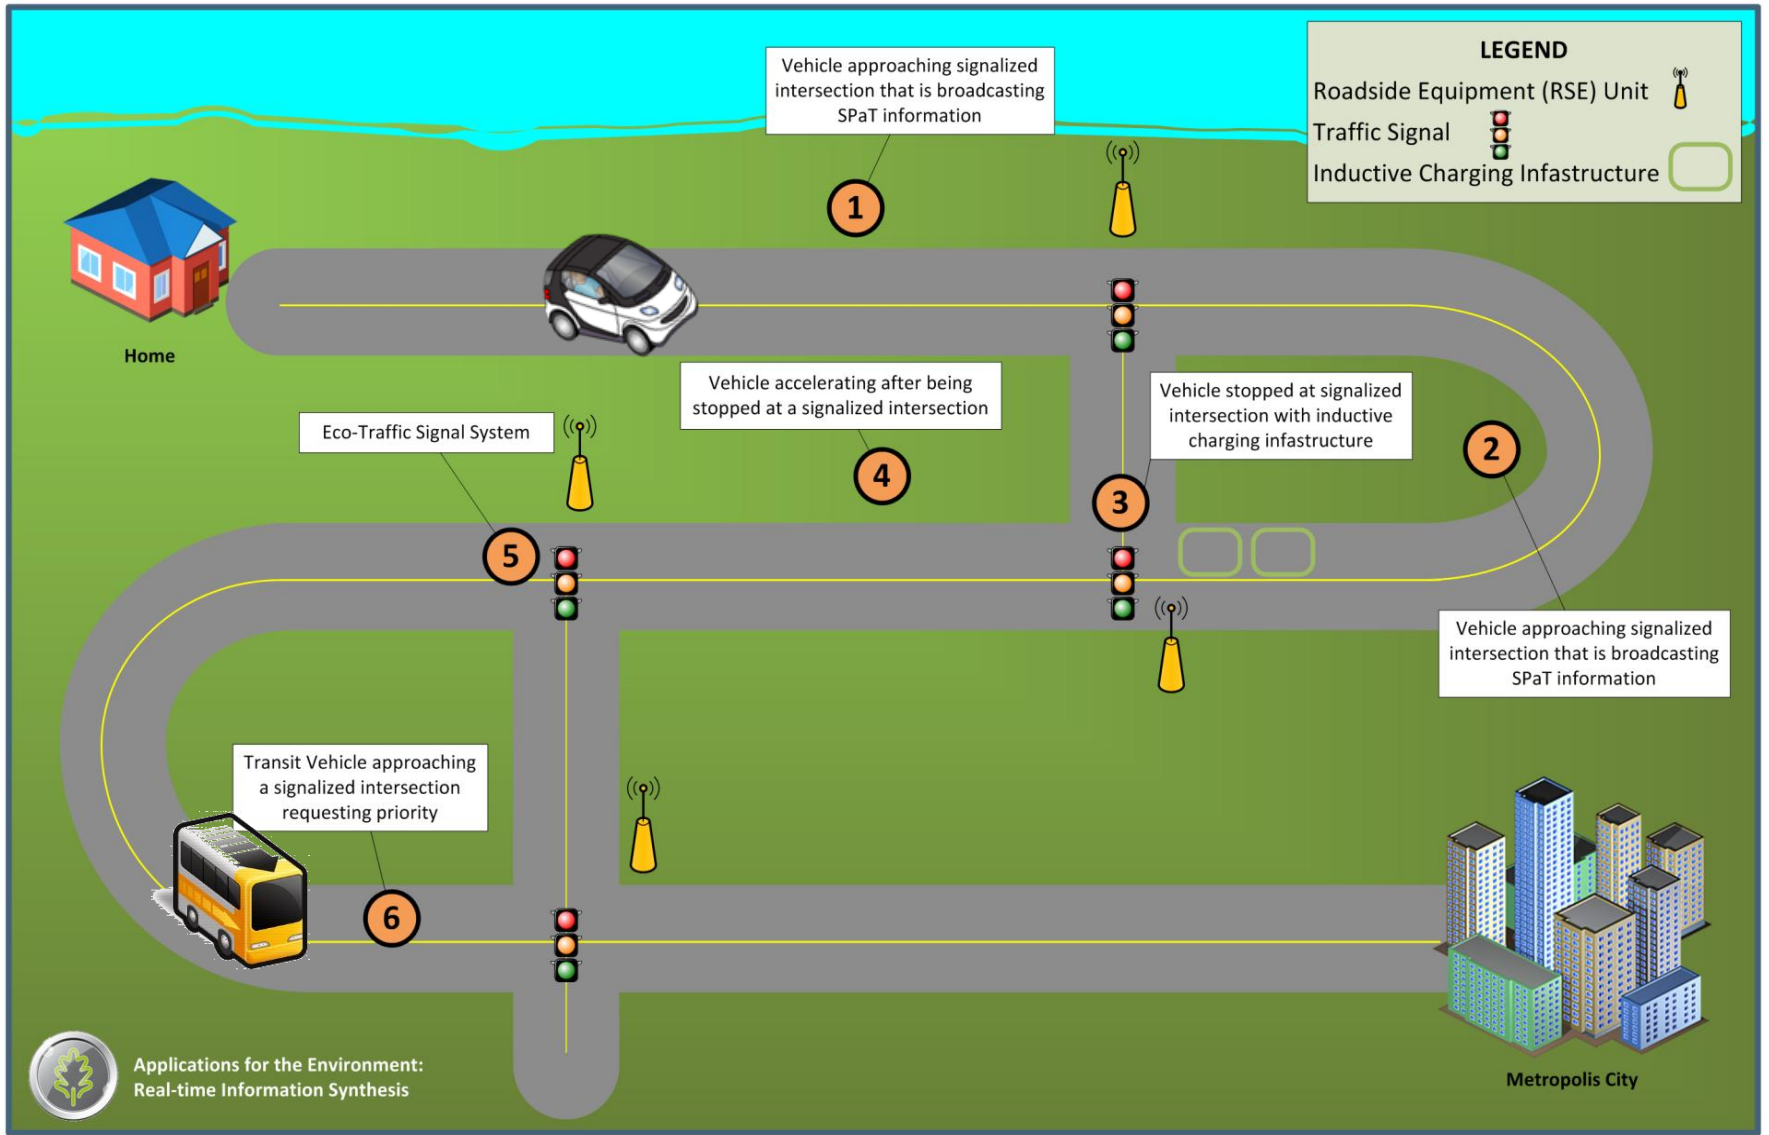 Vehicle approaching signalized
intersection that is broadcasting
SPaT information
LEGEND
Roadside Equipment (RSE) Unit
Traffic Signal
Inductive Charging Infastructure
1
Home
Vehicle accelerating after being
stopped at a signalized intersection
Vehicle stopped at signalized
intersection with inductive
charging infastructure
Eco-Traffic Signal System
2
4
3
5
Vehicle approaching signalized
intersection that is broadcasting
SPaT information
Transit Vehicle approaching
a signalized intersection
requesting priority
6
Applications for the Environment:
Real-time Information Synthesis
Metropolis City